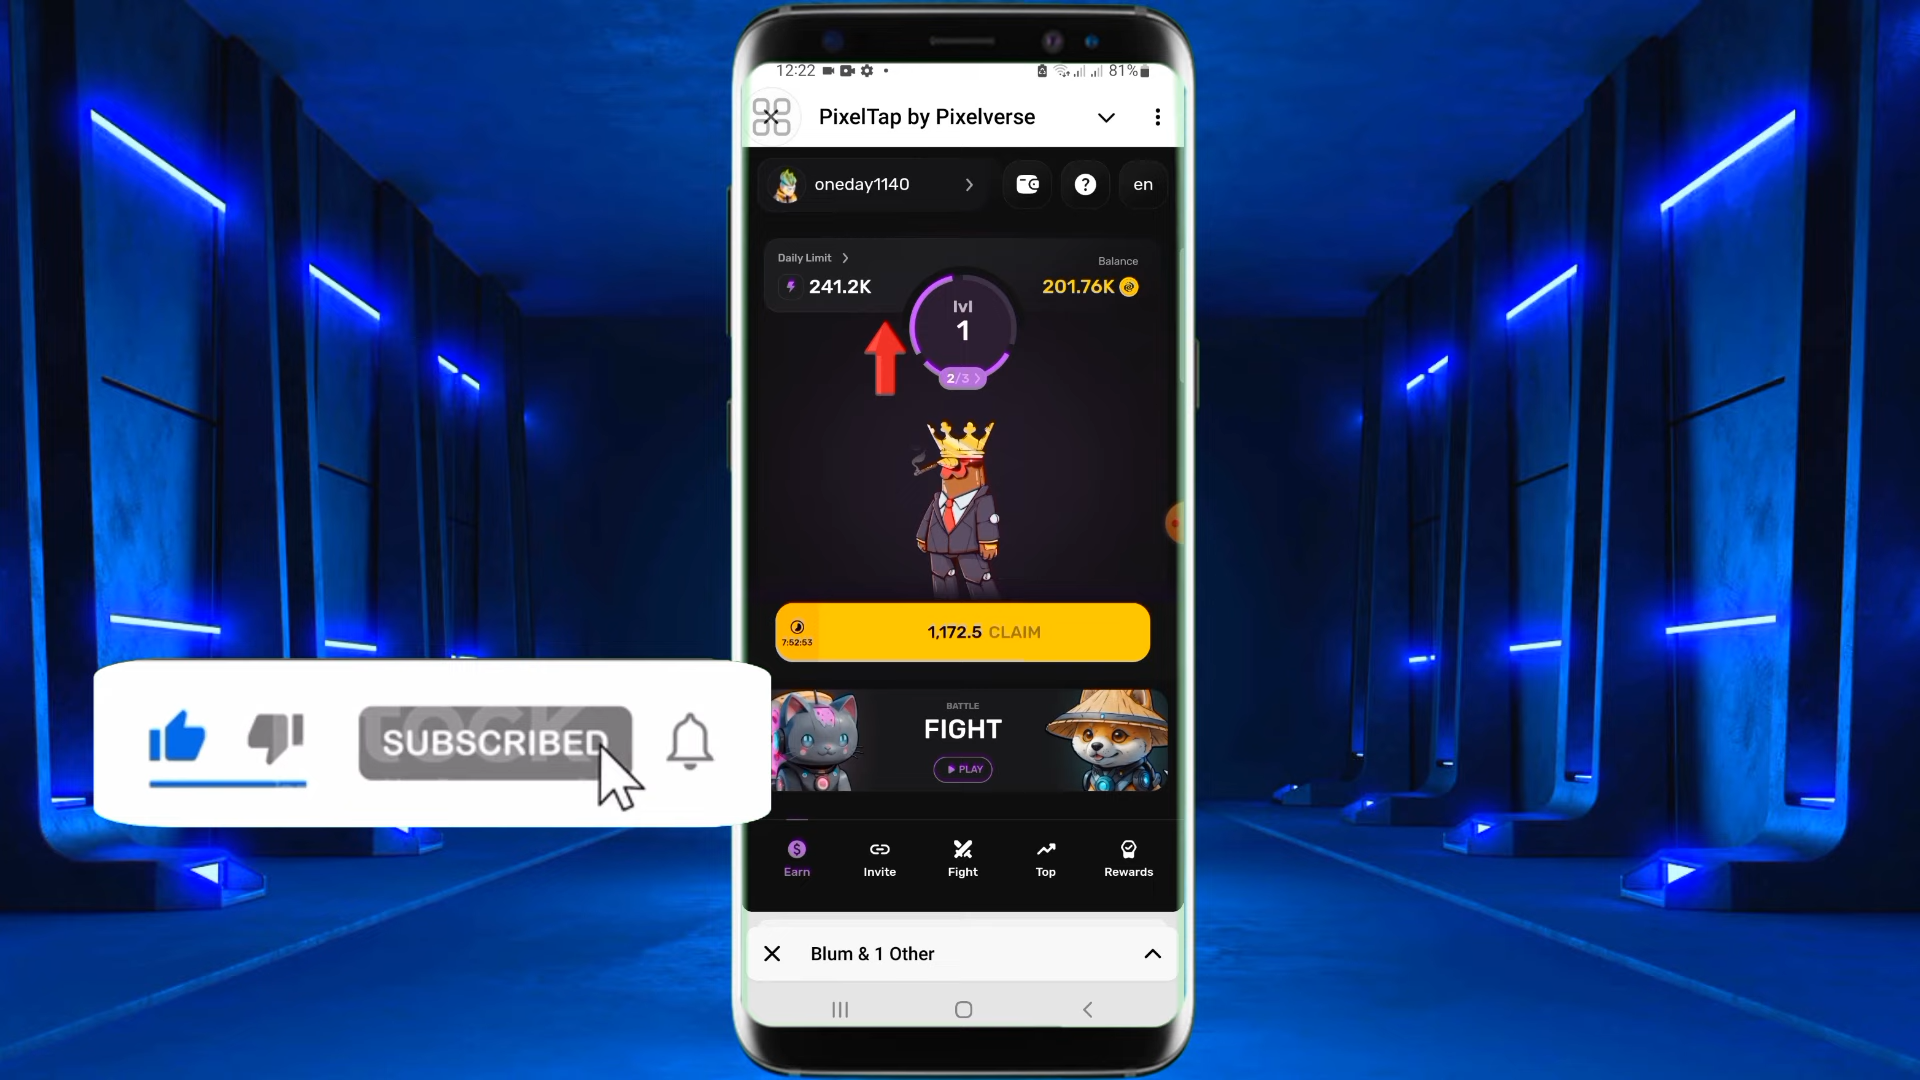 12:22
81%
PixelTap by Pixelverse
oneday1140
en
Daily Limit
241.2K
Balance
201.76K
lvl
1
2/3
7:52:53
1,172.5 CLAIM
BATTLE
FIGHT
PLAY
SUBSCRIBED
Earn
Invite
Fight
Top
Rewards
Blum & 1 Other